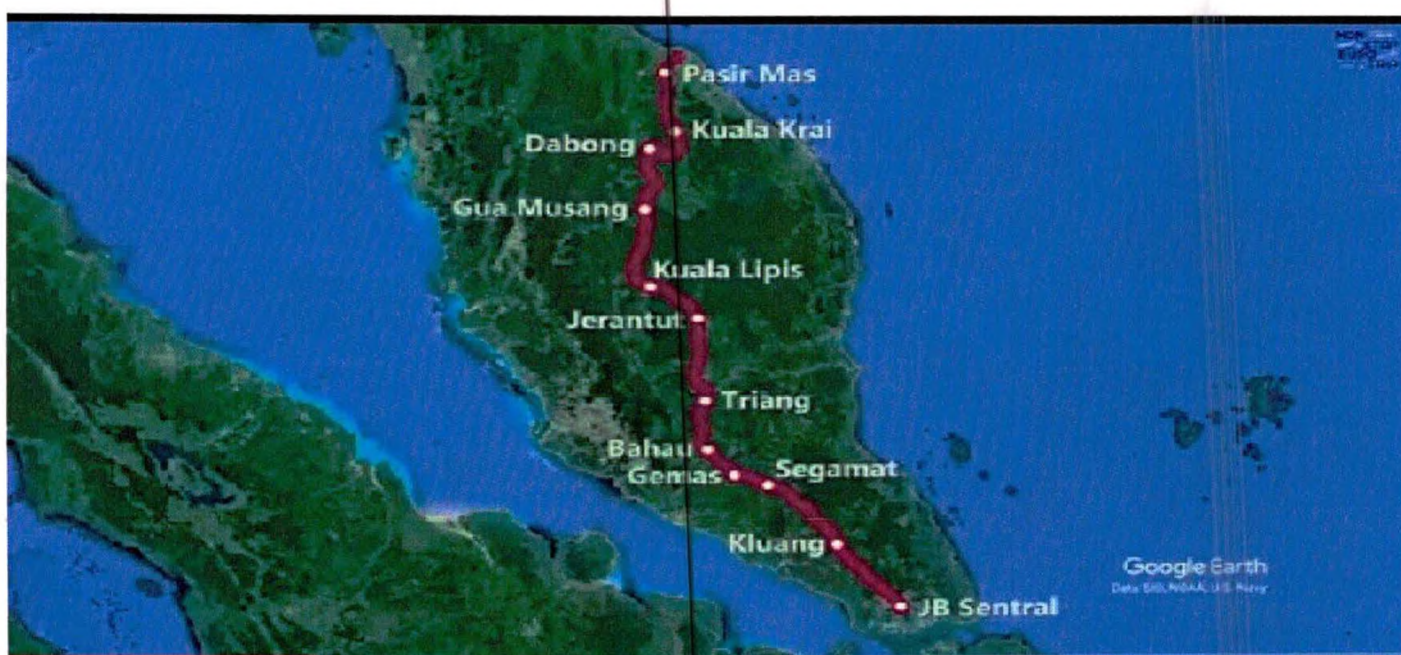 Pasir Mas
Kuala Krai
Dabong
Gua Musang
Kuala Lipis
Jerantut
Triang
Bahau
Gemas
Segamat
Kluang
JB Sentral
Google Earth